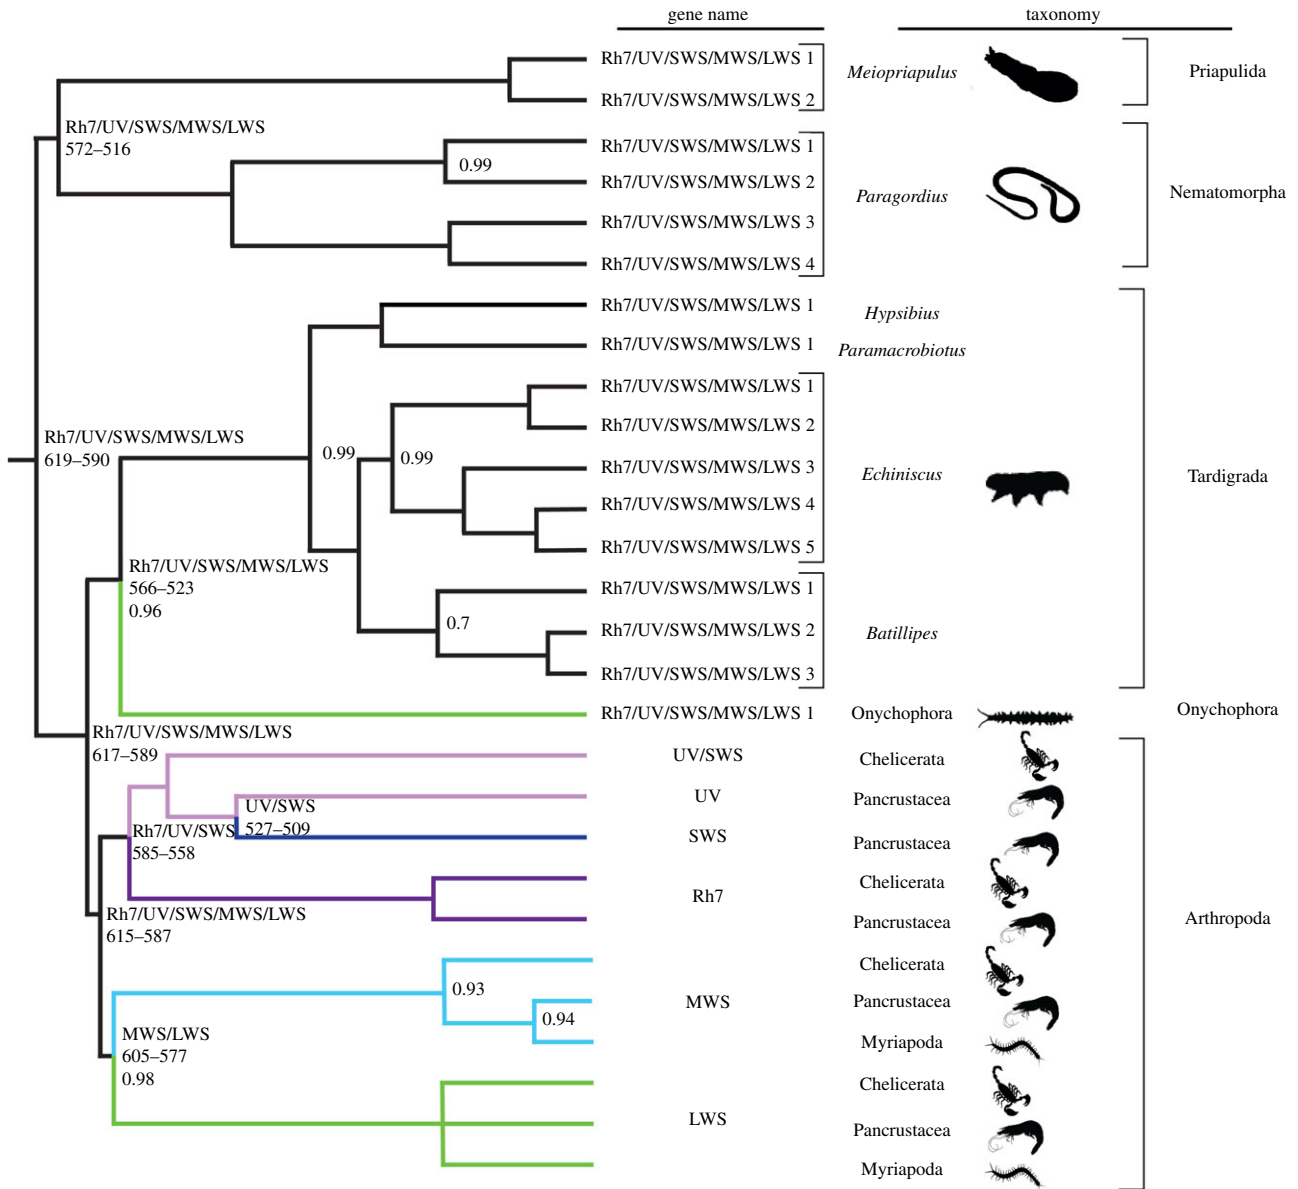 gene name
taxonomy
Rh7/UV/SWS/MWS/LWS 1
Rh7/UV/SWS/MWS/LWS 2
Meiopriapulus
Priapulida
Rh7/UV/SWS/MWS/LWS
572–516
Rh7/UV/SWS/MWS/LWS 1
0.99
Rh7/UV/SWS/MWS/LWS 2
Rh7/UV/SWS/MWS/LWS 3
Rh7/UV/SWS/MWS/LWS 4
Paragordius
Nematomorpha
Rh7/UV/SWS/MWS/LWS 1
Hypsibius
Rh7/UV/SWS/MWS/LWS 1
Paramacrobiotus
Rh7/UV/SWS/MWS/LWS 1
Rh7/UV/SWS/MWS/LWS 2
Rh7/UV/SWS/MWS/LWS 3
Rh7/UV/SWS/MWS/LWS 4
Rh7/UV/SWS/MWS/LWS 5
Echiniscus
Tardigrada
Rh7/UV/SWS/MWS/LWS
619–590
0.99
0.99
Rh7/UV/SWS/MWS/LWS
566–523
0.96
Rh7/UV/SWS/MWS/LWS 1
0.7
Rh7/UV/SWS/MWS/LWS 2
Rh7/UV/SWS/MWS/LWS 3
Batillipes
Rh7/UV/SWS/MWS/LWS 1
Onychophora
Onychophora
Rh7/UV/SWS/MWS/LWS
617–589
UV/SWS
Chelicerata
UV
Pancrustacea
UV/SWS
527–509
SWS
Pancrustacea
Rh7/UV/SWS
585–558
Rh7
Chelicerata
Pancrustacea
Arthropoda
Rh7/UV/SWS/MWS/LWS
615–587
Chelicerata
0.93
MWS
Pancrustacea
0.94
Myriapoda
MWS/LWS
605–577
0.98
Chelicerata
LWS
Pancrustacea
Myriapoda